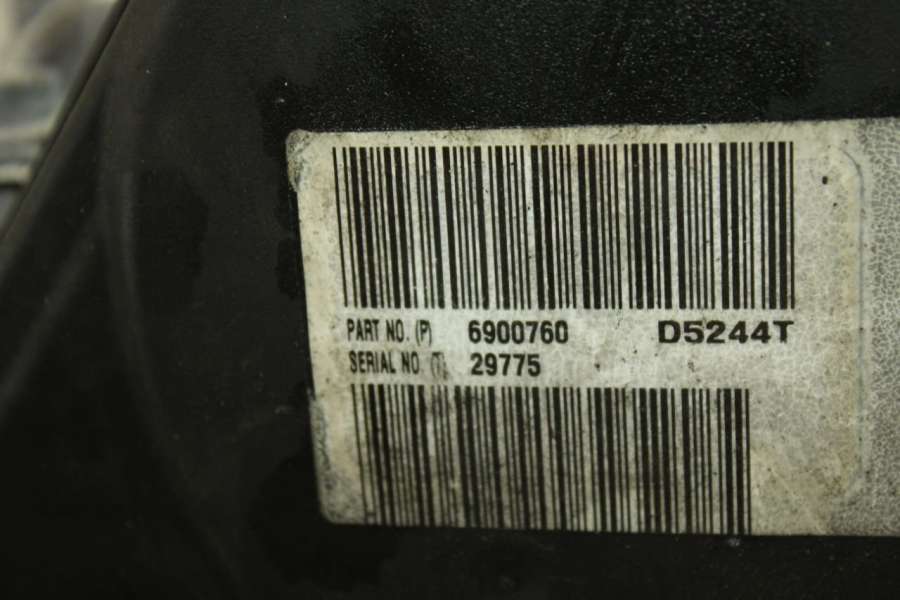 PART NO. (P) 6900760 D5244T
SERIAL NO (T) 29775